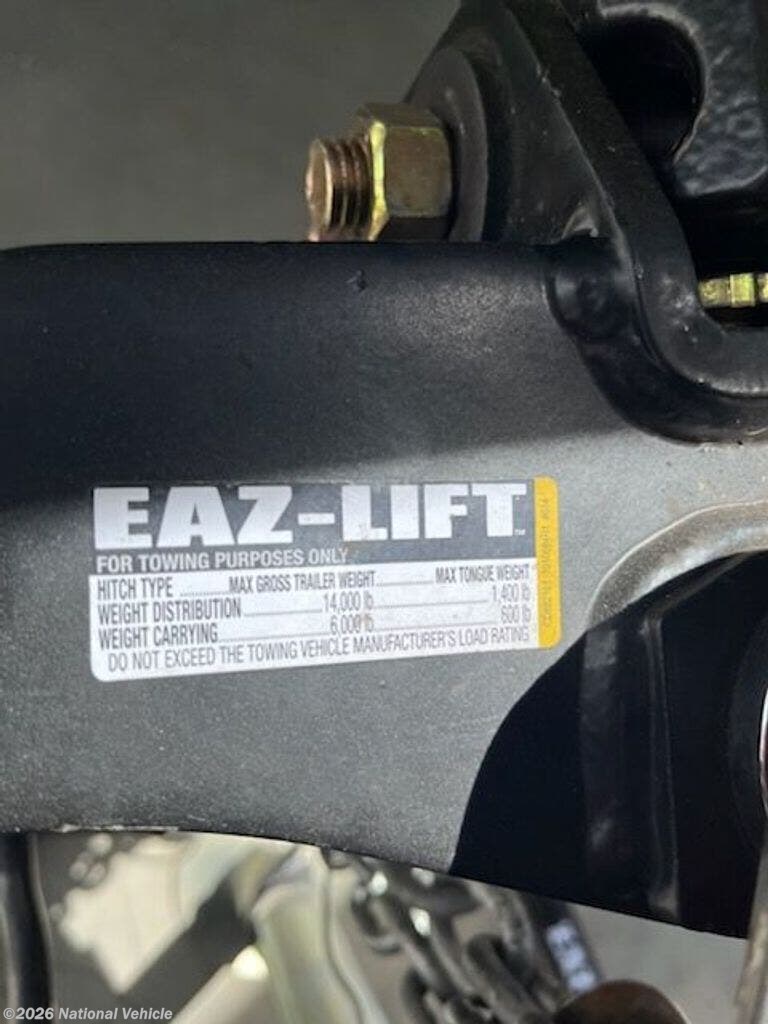 EAZ-LIFT™
FOR TOWING PURPOSES ONLY
HITCH TYPE ........ MAX GROSS TRAILER WEIGHT ........ MAX TONGUE WEIGHT
WEIGHT DISTRIBUTION ........ 14,000 lb ........ 1,400 lb
WEIGHT CARRYING ........ 6,000 lb ........ 600 lb
DO NOT EXCEED THE TOWING VEHICLE MANUFACTURER'S LOAD RATING
©2026 National Vehicle